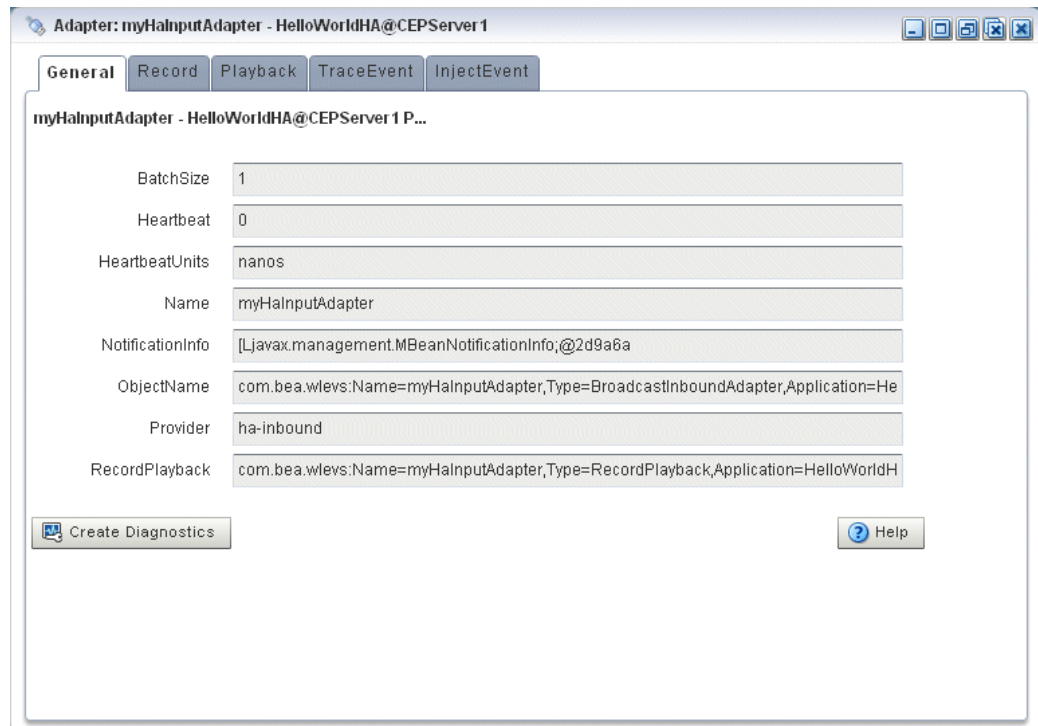 Adapter: myHaInputAdapter - HelloWorldHA@CEPServer1
General Record Playback TraceEvent InjectEvent
myHaInputAdapter - HelloWorldHA@CEPServer1 P...
BatchSize 1
Heartbeat 0
HeartbeatUnits nanos
Name myHaInputAdapter
NotificationInfo [Ljavax.management.MBeanNotificationInfo;@2d9a6a
ObjectName com.bea.wlevs:Name=myHaInputAdapter,Type=BroadcastInboundAdapter,Application=He
Provider ha-inbound
RecordPlayback com.bea.wlevs:Name=myHaInputAdapter,Type=RecordPlayback,Application=HelloWorldH
Create Diagnostics Help